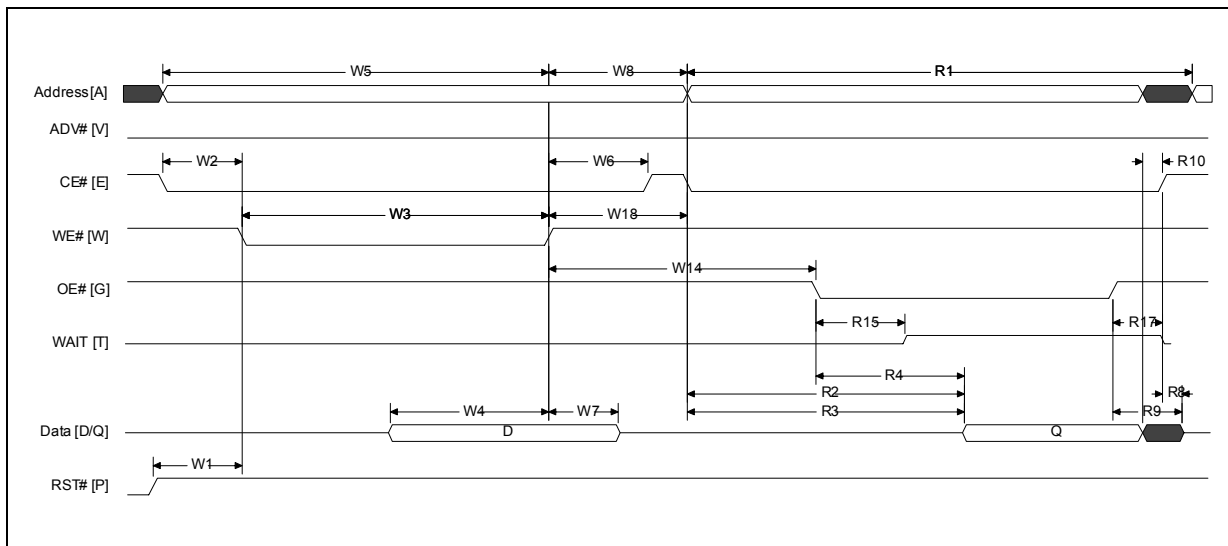 W5 W8 R1
Address [A]
ADV# [V]
W2 W6 R10
CE# [E]
W3 W18
WE# [W]
W14
OE# [G]
R15 R17
WAIT [T]
R4
R2 R8
W4 W7 R3 R9
Data [D/Q] D Q
W1
RST# [P]